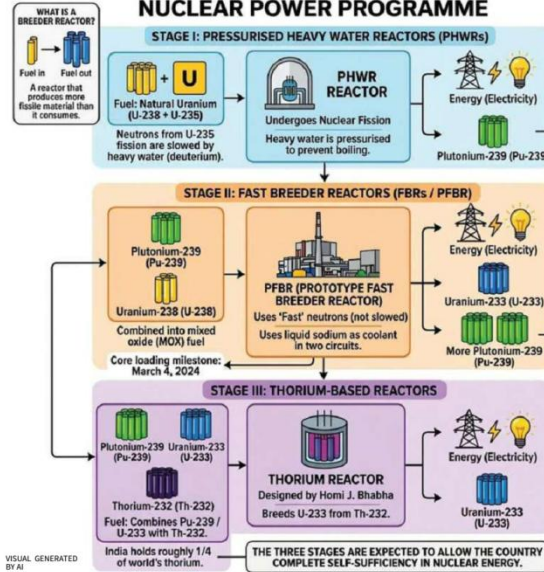 NUCLEAR POWER PROGRAMME
WHAT IS A
BREEDER REACTOR?
Fuel in
Fuel out
A reactor that
produces more
fissile material than
it consumes.
STAGE I: PRESSURISED HEAVY WATER REACTORS (PHWRs)
U
Fuel: Natural Uranium
(U-238 + U-235)
Neutrons from U-235
fission are slowed by
heavy water (deuterium).
PHWR
REACTOR
Undergoes Nuclear Fission
Heavy water is pressurised
to prevent boiling.
Energy (Electricity)
Plutonium-239 (Pu-239
STAGE II: FAST BREEDER REACTORS (FBRs / PFBR)
Plutonium-239
(Pu-239)
Uranium-238 (U-238)
Combined into mixed
oxide (MOX) fuel
Core loading milestone:
March 4, 2024
PFBR (PROTOTYPE FAST
BREEDER REACTOR)
Uses 'Fast' neutrons (not slowed)
Uses liquid sodium as coolant
in two circuits.
Energy (Electricity)
Uranium-233 (U-233)
More Plutonium-239
(Pu-239)
STAGE III: THORIUM-BASED REACTORS
Plutonium-239
(Pu-239)
Uranium-233
(U-233)
Thorium-232 (Th-232)
Fuel: Combines Pu-239 /
U-233 with Th-232.
India holds roughly 1/4
of world's thorium.
THORIUM REACTOR
Designed by Homi J. Bhabha
Breeds U-233 from Th-232.
Energy (Electricity)
Uranium-233
(U-233)
THE THREE STAGES ARE EXPECTED TO ALLOW THE COUNTRY
COMPLETE SELF-SUFFICIENCY IN NUCLEAR ENERGY.
VISUAL GENERATED
BY AI